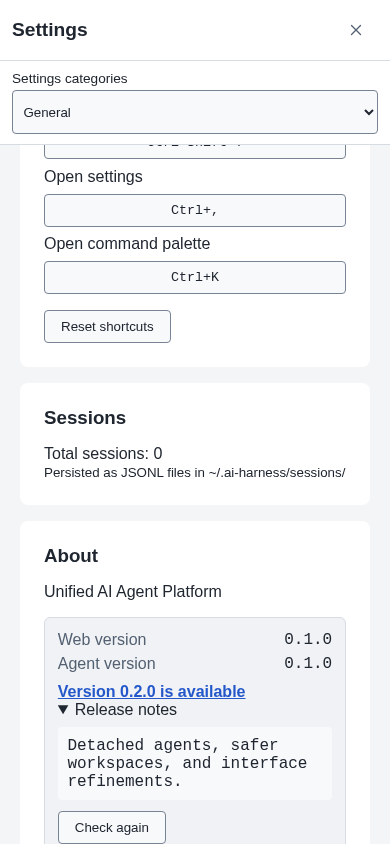 Settings
Settings categories
General
Open settings
Ctrl+,
Open command palette
Ctrl+K
Reset shortcuts
Sessions
Total sessions: 0
Persisted as JSONL files in ~/.ai-harness/sessions/
About
Unified AI Agent Platform
Web version 0.1.0
Agent version 0.1.0
Version 0.2.0 is available
▼ Release notes
Detached agents, safer
workspaces, and interface
refinements.
Check again